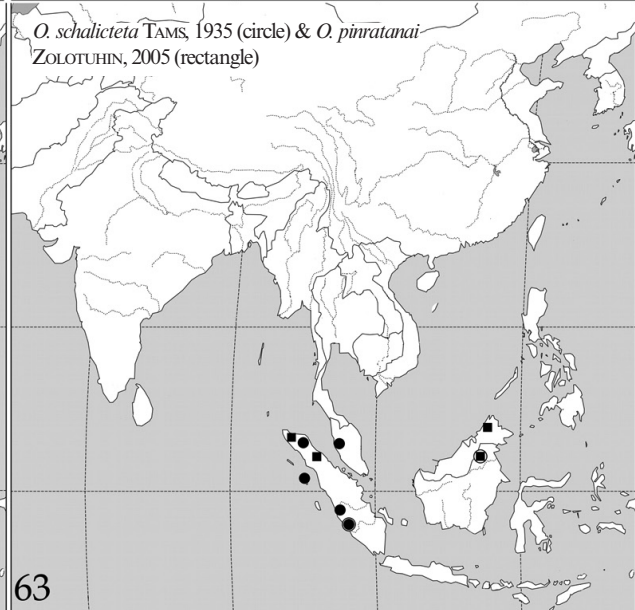 O. schalicteta TAMS, 1935 (circle) & O. pinratanai
ZOLOTUHIN, 2005 (rectangle)
63